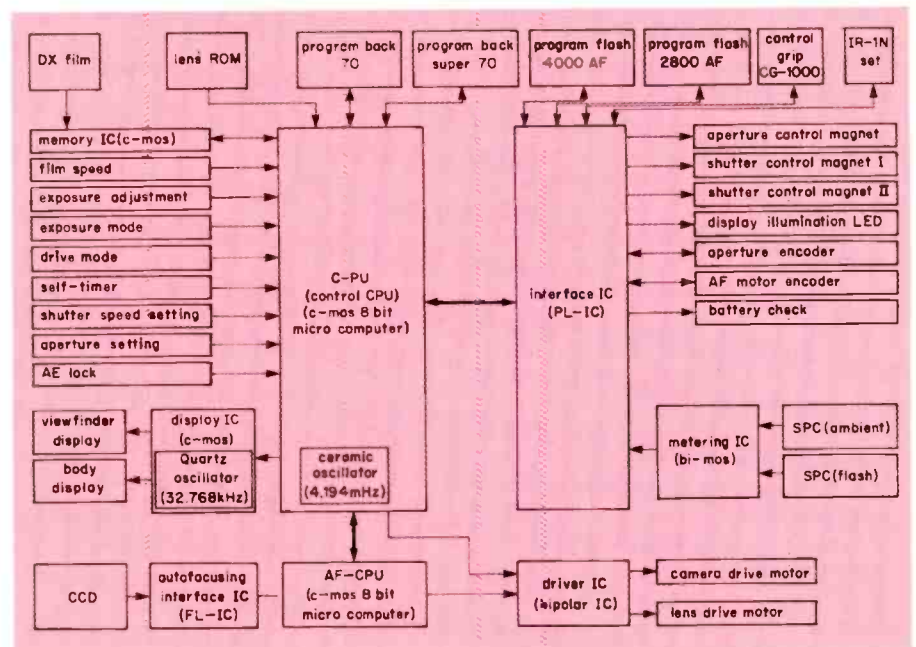 DX film
lens ROM
program back
70
program back
super 70
program flash
4000 AF
program flash
2800 AF
control
grip
CG-1000
IR-1N
set
memory IC(c-mos)
film speed
exposure adjustment
exposure mode
drive mode
self-timer
shutter speed setting
aperture setting
AE lock
C-PU
(control CPU)
(c-mos 8 bit
micro computer)
interface IC
(PL-IC)
aperture control magnet
shutter control magnet I
shutter control magnet II
display illumination LED
aperture encoder
AF motor encoder
battery check
viewfinder
display
body
display
display IC
(c-mos)
Quartz
oscillator
(32.768kHz)
ceramic
oscillator
(4.194mHz)
metering IC
(bi-mos)
SPC(ambient)
SPC(flash)
CCD
autofocusing
interface IC
(FL-IC)
AF-CPU
(c-mos 8 bit
micro computer)
driver IC
(bipolar IC)
camera drive motor
lens drive motor